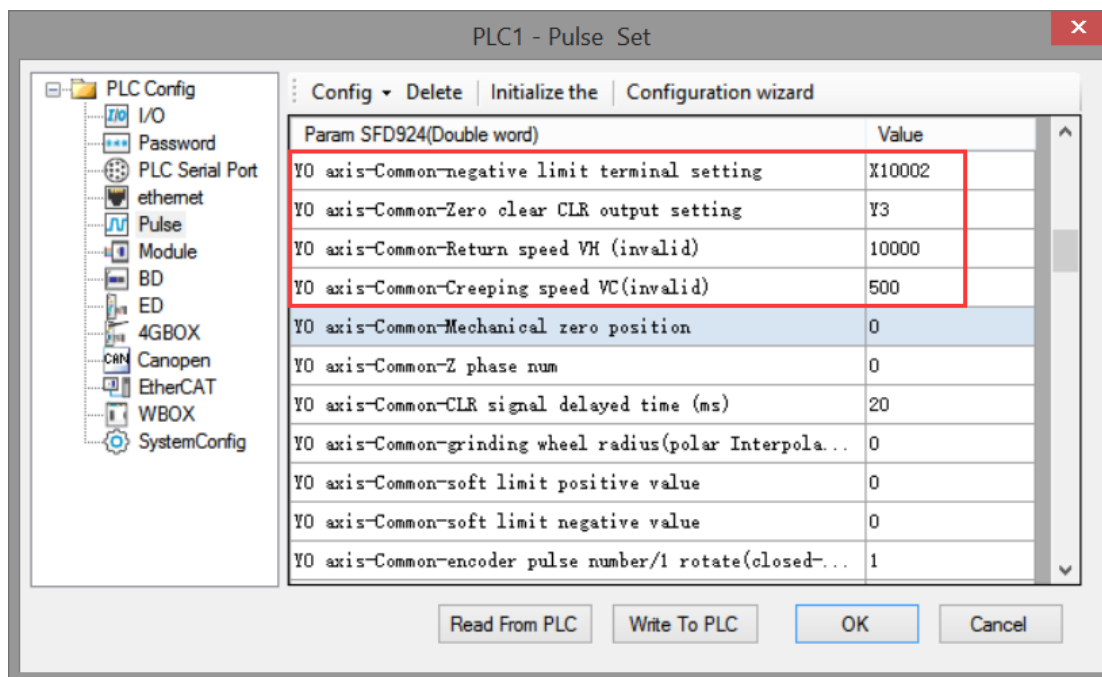 PLC1 - Pulse Set
PLC Config
I/O
I/O
Password
PLC Serial Port
ethernet
Pulse
Module
BD
ED
4GBOX
CAN Canopen
EtherCAT
WBOX
SystemConfig
Config Delete Initialize the Configuration wizard
Param SFD924(Double word) Value
Y0 axis-Common-negative limit terminal setting X10002
Y0 axis-Common-Zero clear CLR output setting Y3
Y0 axis-Common-Return speed VH (invalid) 10000
Y0 axis-Common-Creeping speed VC(invalid) 500
Y0 axis-Common-Mechanical zero position 0
Y0 axis-Common-Z phase num 0
Y0 axis-Common-CLR signal delayed time (ms) 20
Y0 axis-Common-grinding wheel radius(polar Interpola... 0
Y0 axis-Common-soft limit positive value 0
Y0 axis-Common-soft limit negative value 0
Y0 axis-Common-encoder pulse number/1 rotate(closed-... 1
Read From PLC Write To PLC OK Cancel